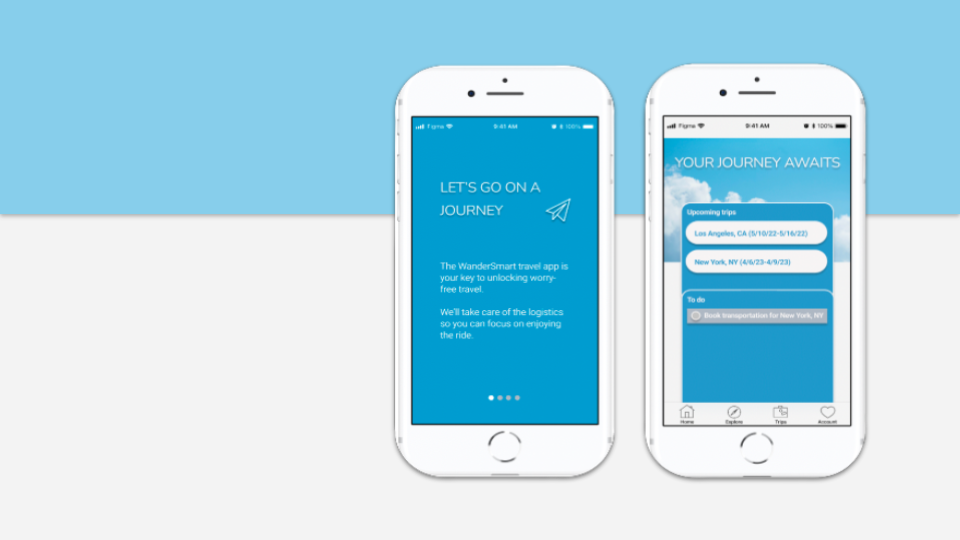 Figma
9:41 AM
100%
LET'S GO ON A
JOURNEY
The WanderSmart travel app is
your key to unlocking worry-
free travel.
We'll take care of the logistics
so you can focus on enjoying
the ride.
Figma
9:41 AM
100%
YOUR JOURNEY AWAITS
Upcoming trips
Los Angeles, CA (5/10/22-5/16/22)
New York, NY (4/6/23-4/9/23)
To do
Book transportation for New York, NY
Home
Explore
Trips
Account